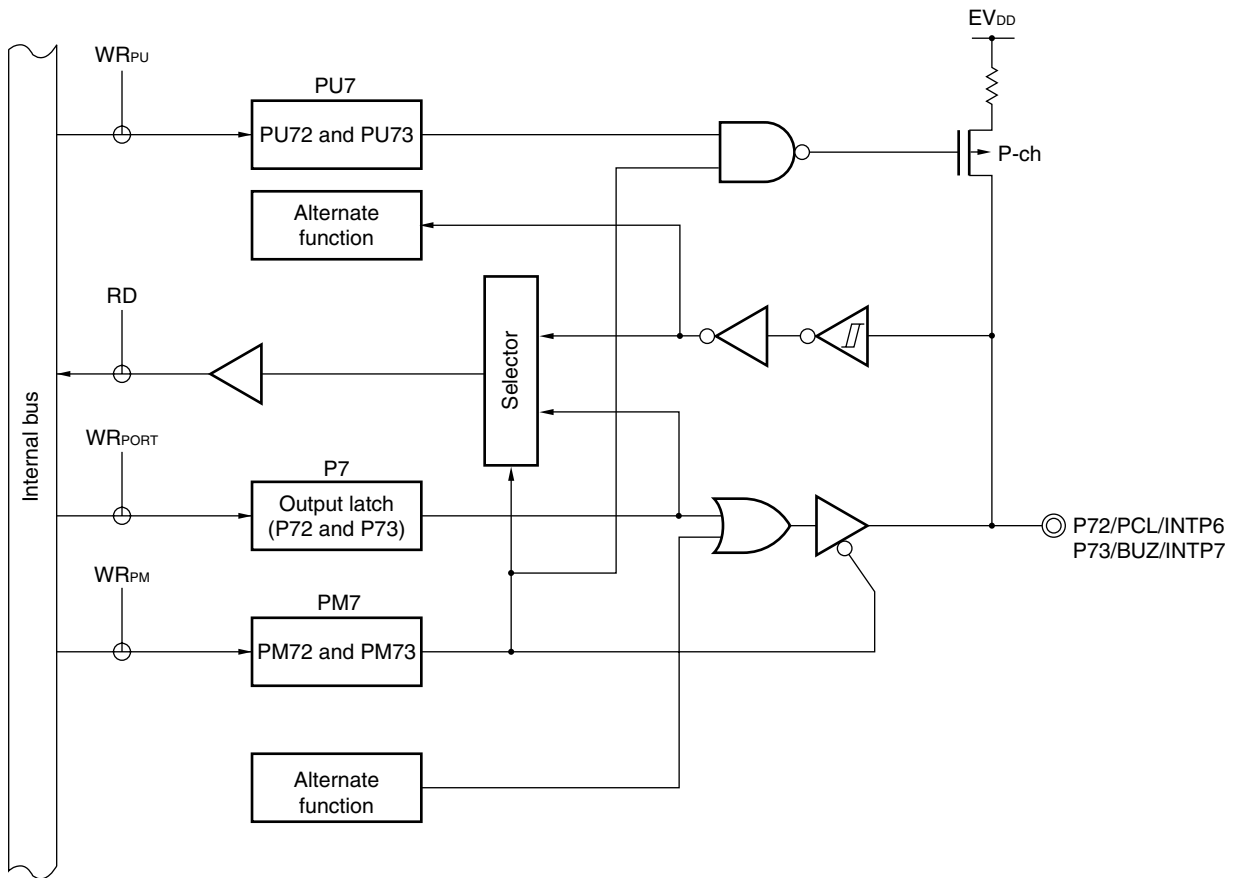 EVDD
WRPU
PU7
PU72 and PU73
P-ch
Alternate
function
RD
Selector
Internal bus
WRPORT
P7
Output latch
(P72 and P73)
P72/PCL/INTP6
P73/BUZ/INTP7
WRPM
PM7
PM72 and PM73
Alternate
function